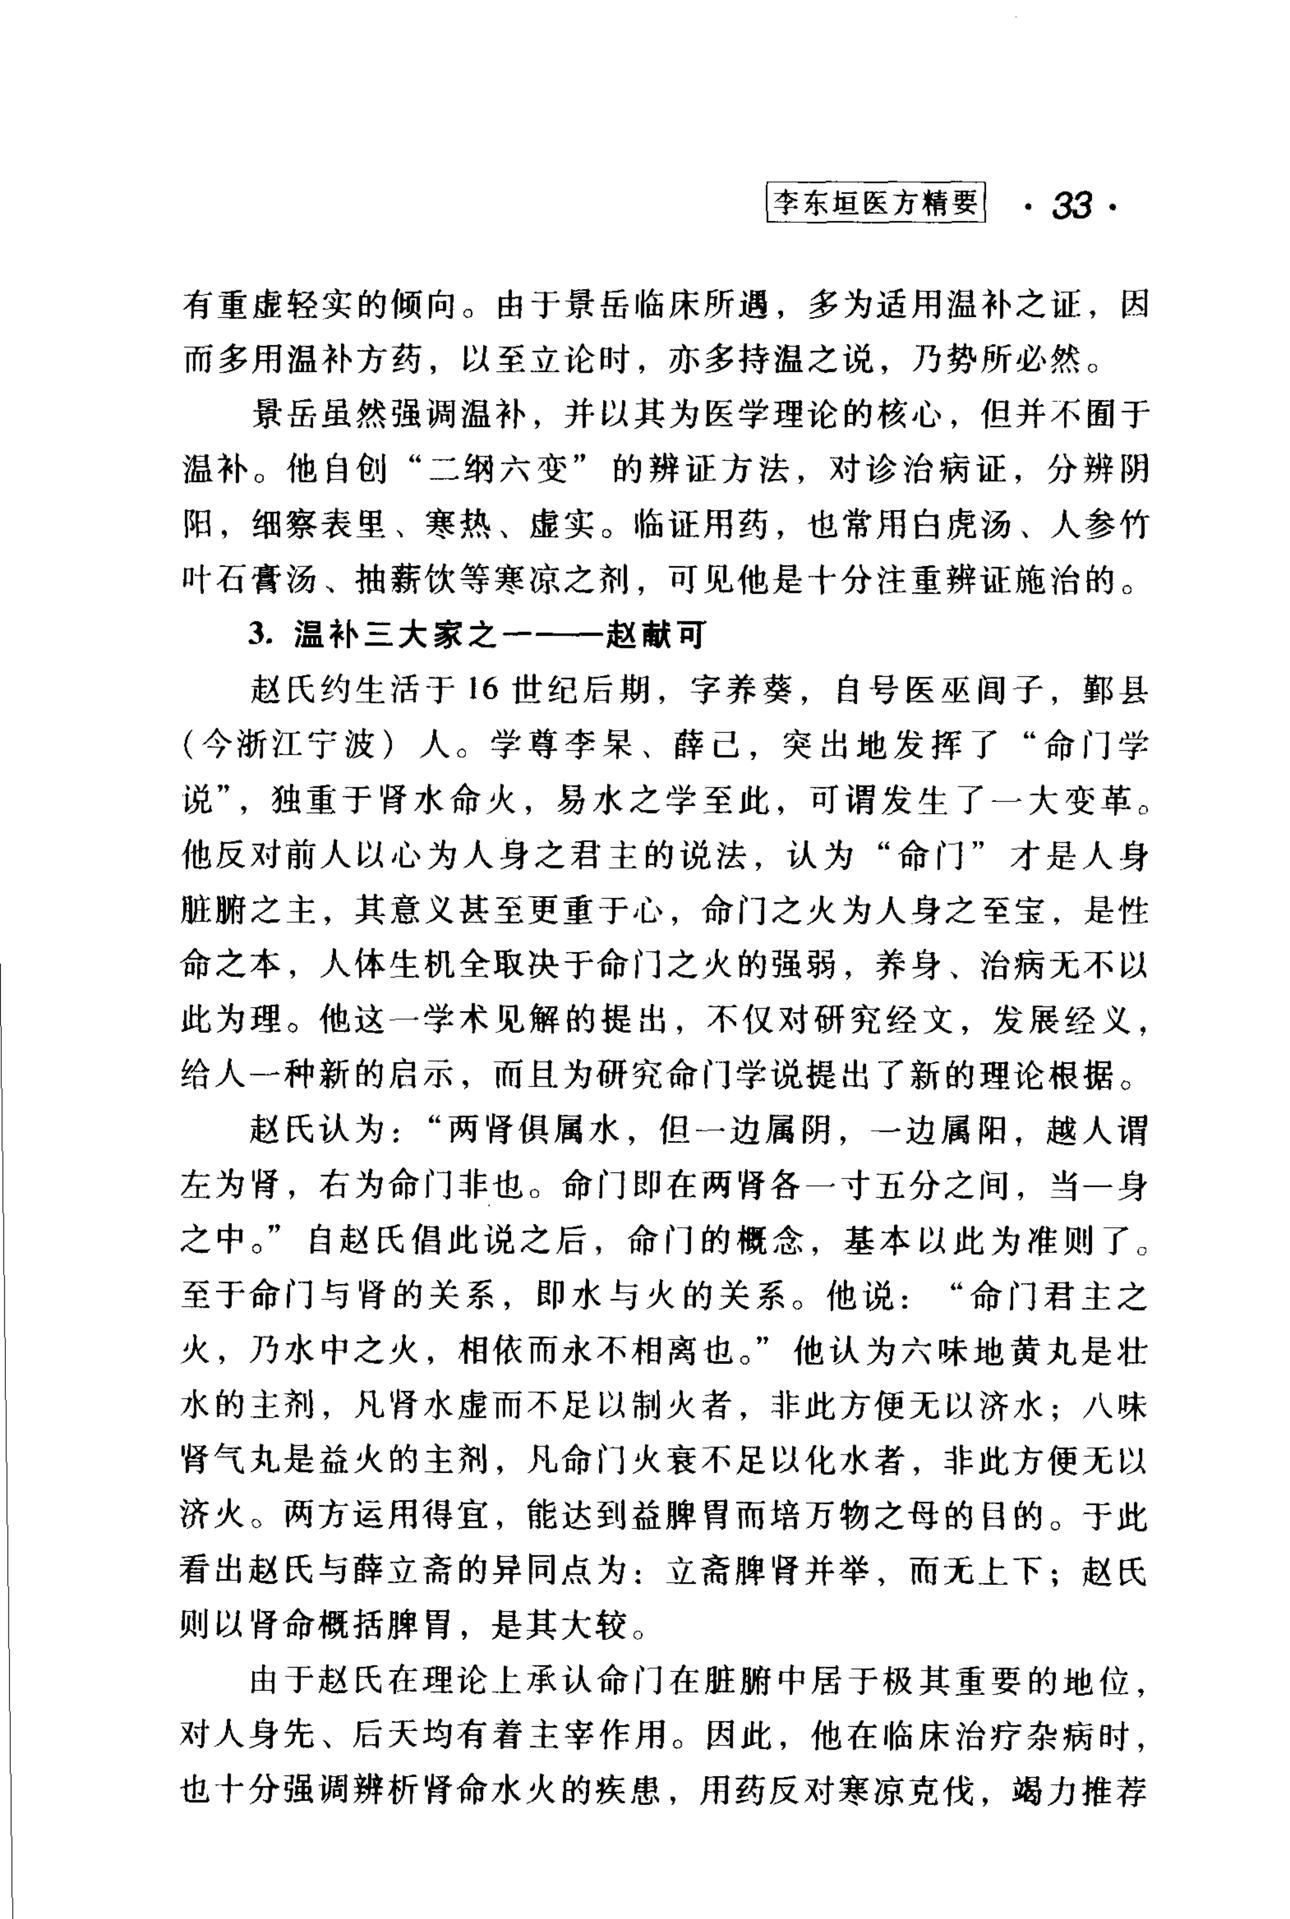 李东垣医方精要 · 33 ·
有重虚轻实的倾向。由于景岳临床所遇，多为适用温补之证，因
而多用温补方药，以至立论时，亦多持温之说，乃势所必然。
景岳虽然强调温补，并以其为医学理论的核心，但并不囿于
温补。他自创“二纲六变”的辨证方法，对诊治病证，分辨阴
阳，细察表里、寒热、虚实。临证用药，也常用白虎汤、人参竹
叶石膏汤、抽薪饮等寒凉之剂，可见他是十分注重辨证施治的。
3. 温补三大家之一——赵献可
赵氏约生活于 16 世纪后期，字养葵，自号医巫闾子，鄞县
（今浙江宁波）人。学尊李杲、薛己，突出地发挥了“命门学
说”，独重于肾水命火，易水之学至此，可谓发生了一大变革。
他反对前人以心为人身之君主的说法，认为“命门”才是人身
脏腑之主，其意义甚至更重于心，命门之火为人身之至宝，是性
命之本，人体生机全取决于命门之火的强弱，养身、治病无不以
此为理。他这一学术见解的提出，不仅对研究经文，发展经义，
给人一种新的启示，而且为研究命门学说提出了新的理论根据。
赵氏认为：“两肾俱属水，但一边属阴，一边属阳，越人谓
左为肾，右为命门非也。命门即在两肾各一寸五分之间，当一身
之中。”自赵氏倡此说之后，命门的概念，基本以此为准则了。
至于命门与肾的关系，即水与火的关系。他说：“命门君主之
火，乃水中之火，相依而永不相离也。”他认为六味地黄丸是壮
水的主剂，凡肾水虚而不足以制火者，非此方便无以济水；八味
肾气丸是益火的主剂，凡命门火衰不足以化水者，非此方便无以
济火。两方运用得宜，能达到益脾胃而培万物之母的目的。于此
看出赵氏与薛立斋的异同点为：立斋脾肾并举，而无上下；赵氏
则以肾命概括脾胃，是其大较。
由于赵氏在理论上承认命门在脏腑中居于极其重要的地位，
对人身先、后天均有着主宰作用。因此，他在临床治疗杂病时，
也十分强调辨析肾命水火的疾患，用药反对寒凉克伐，竭力推荐